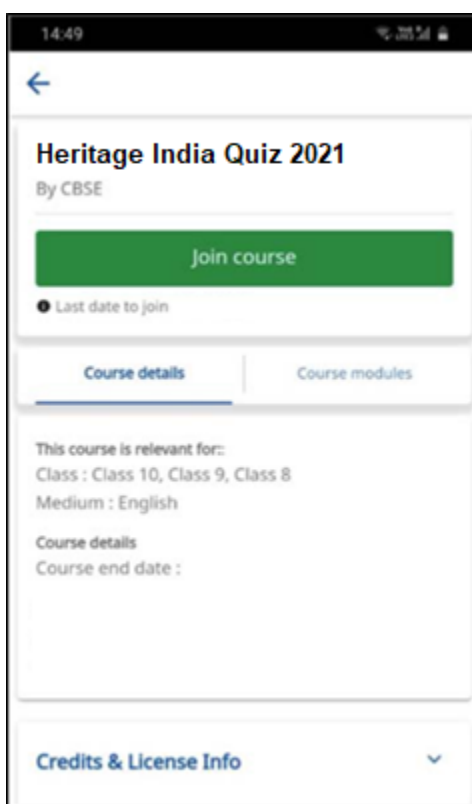 14:49
Heritage India Quiz 2021
By CBSE
Join course
Last date to join
Course details
Course modules
This course is relevant for::
Class : Class 10, Class 9, Class 8
Medium : English
Course details
Course end date :
Credits & License Info